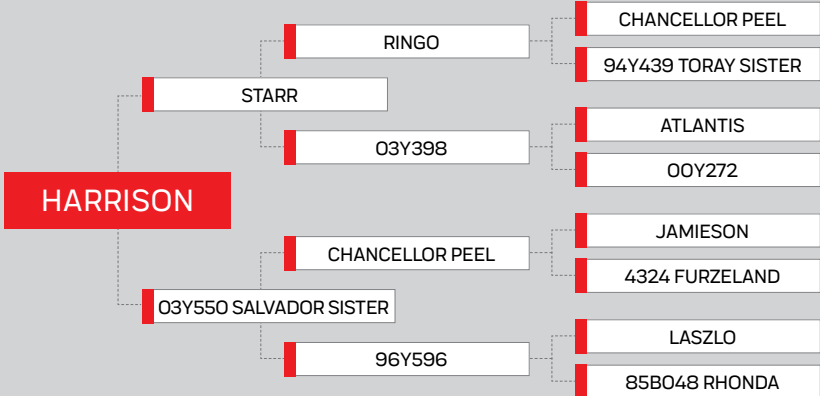 CHANCELLOR PEEL
RINGO
94Y439 TORAY SISTER
STARR
ATLANTIS
03Y398
00Y272
HARRISON
JAMIESON
CHANCELLOR PEEL
4324 FURZELAND
03Y550 SALVADOR SISTER
LASZLO
96Y596
85B048 RHONDA